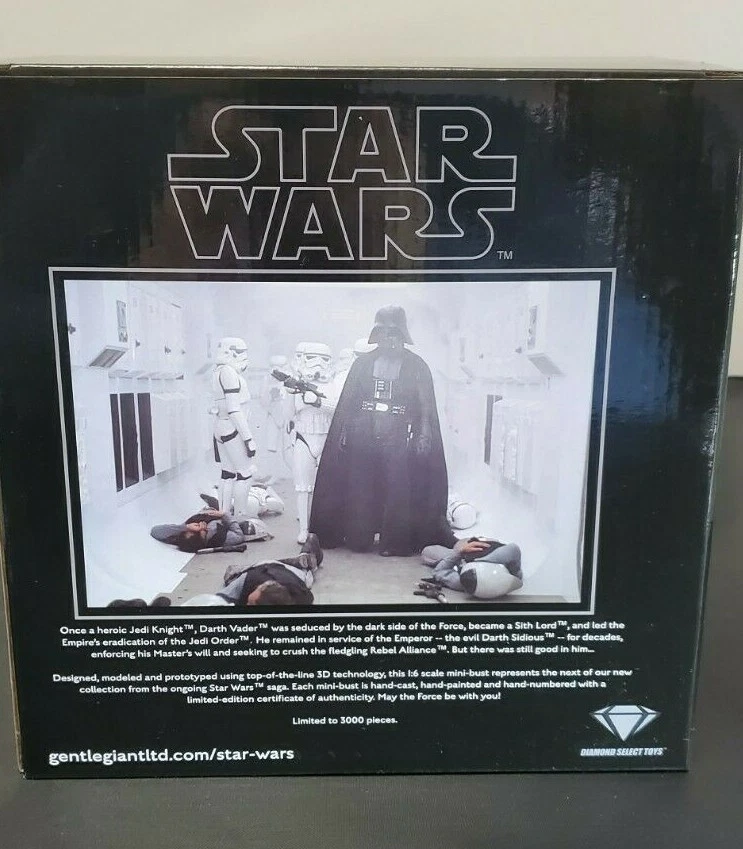 STAR
WARS™
Once a heroic Jedi Knight™, Darth Vader™ was seduced by the dark side of the Force, became a Sith Lord™, and led the
Empire's eradication of the Jedi Order™. He remained in service of the Emperor -- the evil Darth Sidious™ -- for decades,
enforcing his Master's will and seeking to crush the fledgling Rebel Alliance™. But there was still good in him...
Designed, modeled and prototyped using top-of-the-line 3D technology, this 1:6 scale mini-bust represents the next of our new
collection from the ongoing Star Wars™ saga. Each mini-bust is hand-cast, hand-painted and hand-numbered with a
limited-edition certificate of authenticity. May the Force be with you!
Limited to 3000 pieces.
gentlegiantltd.com/star-wars
DIAMOND SELECT TOYS